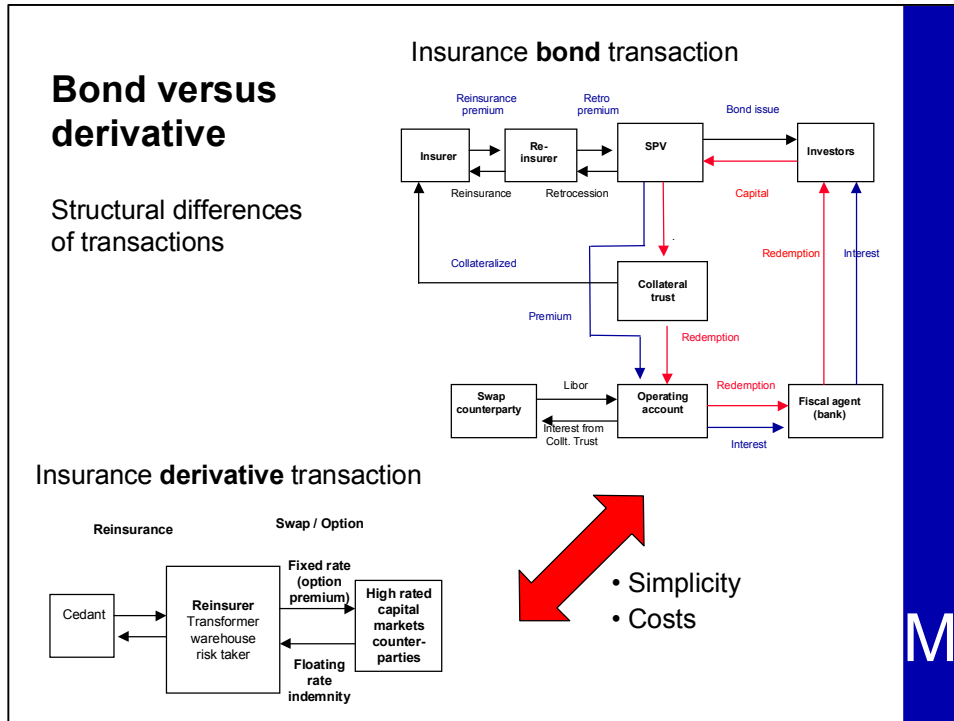 Bond versus
derivative
Structural differences
of transactions
Insurance bond transaction
Reinsurance
premium
Retro
premium
Bond issue
Insurer
Re-
insurer
SPV
Investors
Reinsurance
Retrocession
Capital
Collateralized
Redemption
Interest
Collateral
trust
Premium
Redemption
Swap
counterparty
Libor
Interest from
Collt. Trust
Operating
account
Redemption
Interest
Fiscal agent
(bank)
Insurance derivative transaction
Reinsurance
Swap / Option
Cedant
Reinsurer
Transformer
warehouse
risk taker
Fixed rate
(option
premium)
Floating
rate
indemnity
High rated
capital
markets
counter-
parties
• Simplicity
• Costs
M